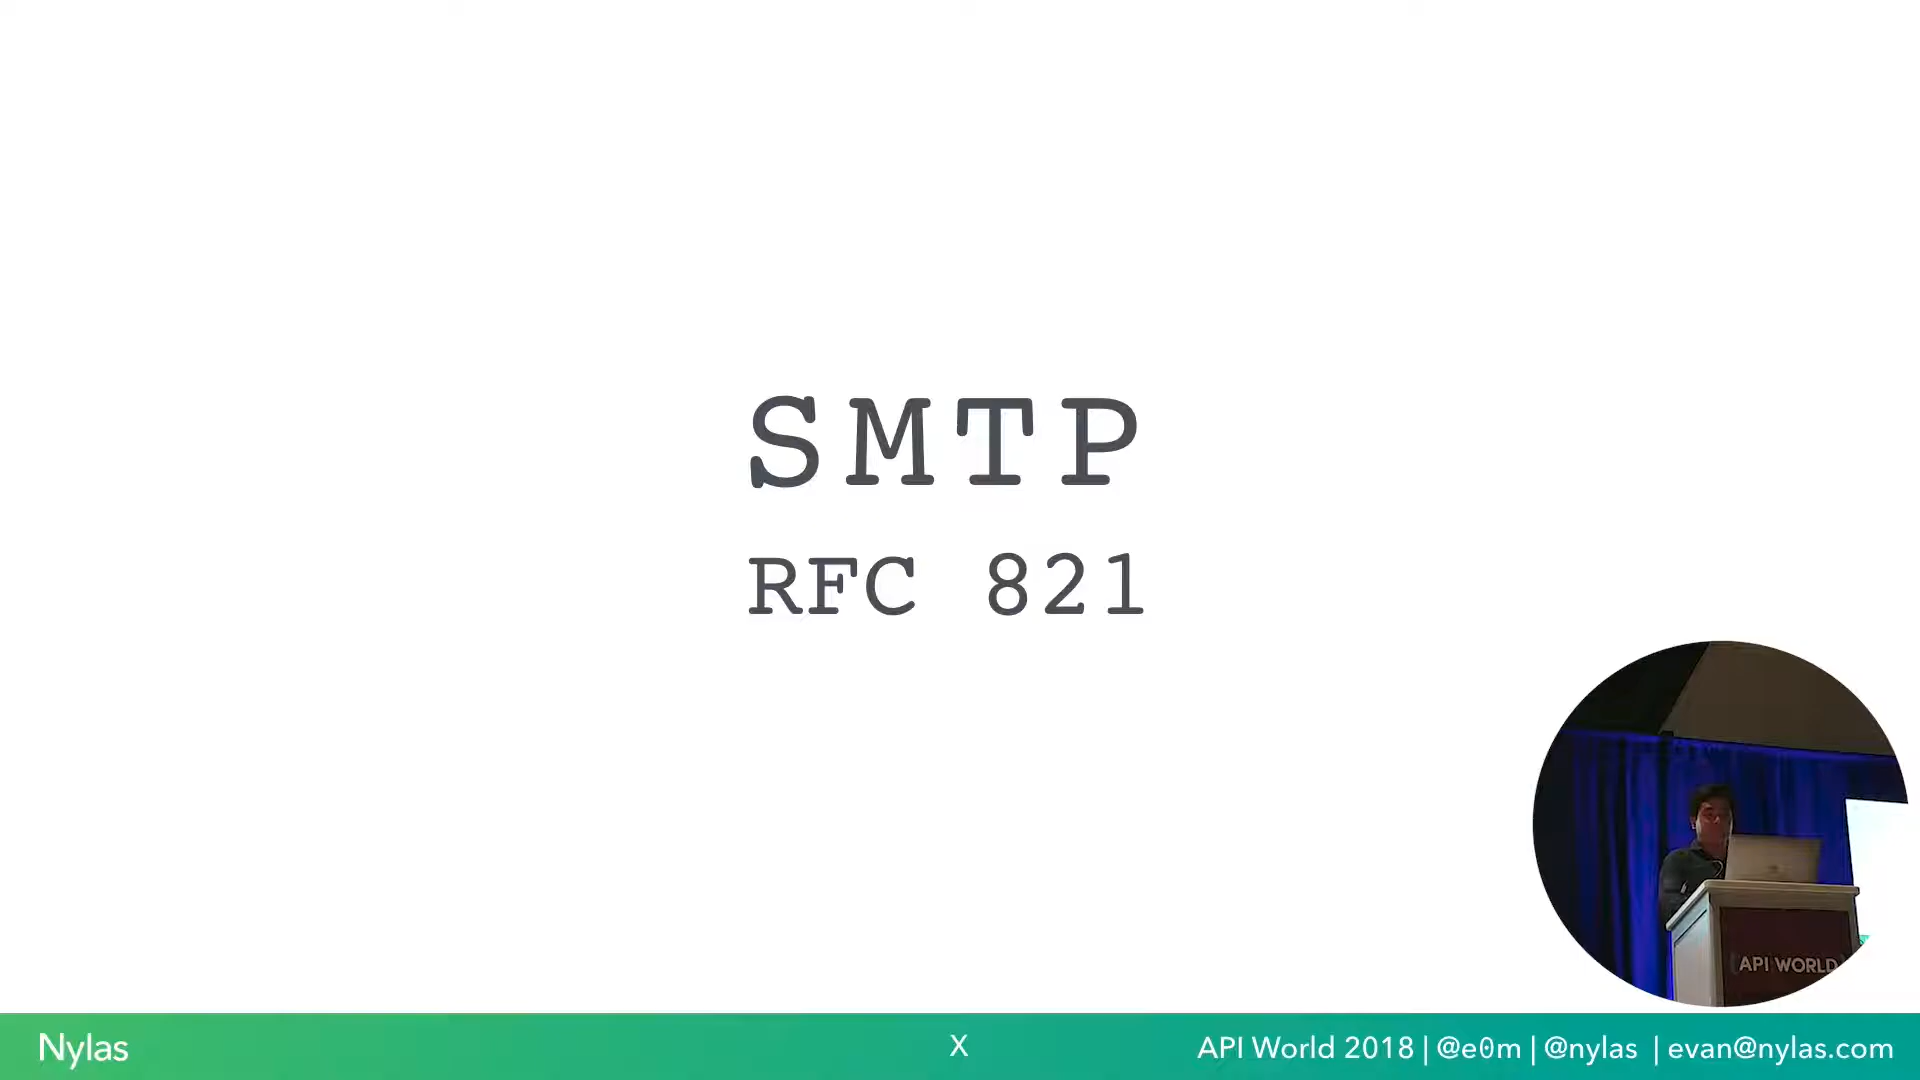 SMTP
RFC 821
API WORLD
Nylas
X
API World 2018 | @e0m | @nylas | evan@nylas.com